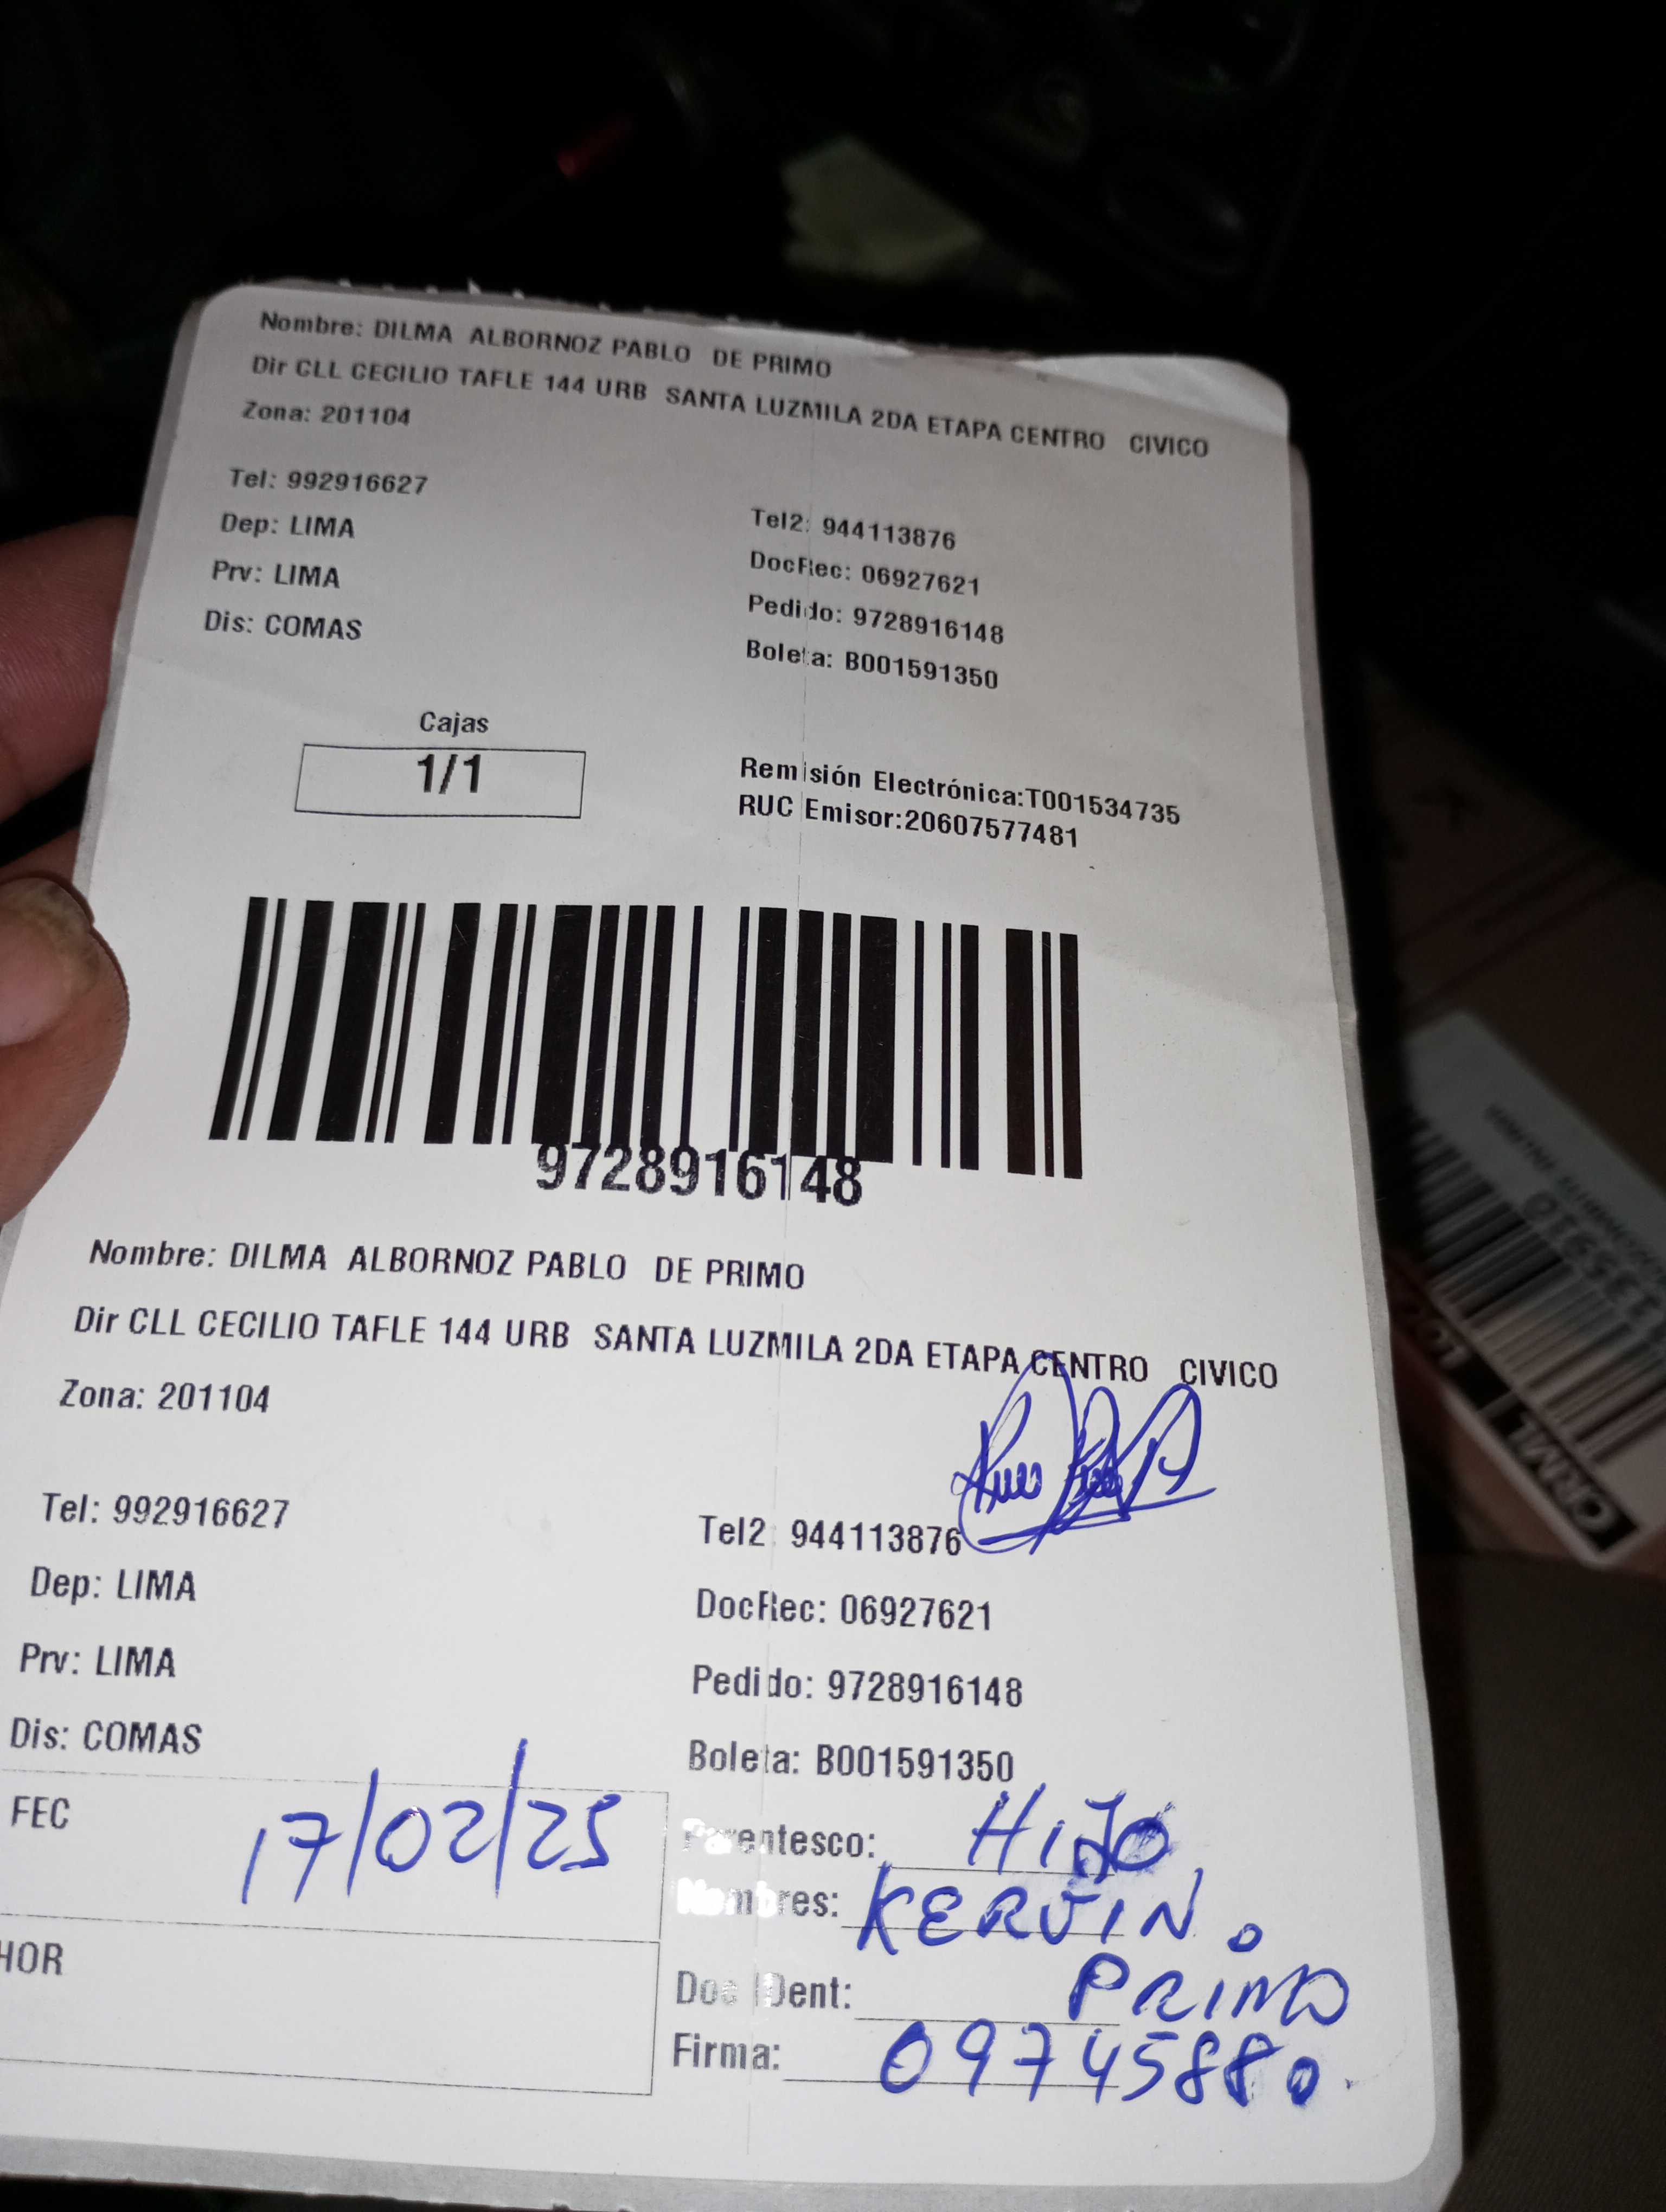 Nombre: DILMA ALBORNOZ PABLO DE PRIMO
Dir CLL CECILIO TAFLE 144 URB SANTA LUZMILA 2DA ETAPA CENTRO CIVICO
Zona: 201104
Tel: 992916627
Tel2: 944113876
Dep: LIMA
DocRec: 06927621
Prv: LIMA
Pedido: 9728916148
Dis: COMAS
Boleta: B001591350
Cajas
1/1
Remisión Electrónica:T001534735
RUC Emisor:20607577481
9728916148
Nombre: DILMA ALBORNOZ PABLO DE PRIMO
Dir CLL CECILIO TAFLE 144 URB SANTA LUZMILA 2DA ETAPA CENTRO CIVICO
Zona: 201104
Tel: 992916627
Tel2: 944113876
Dep: LIMA
DocRec: 06927621
Prv: LIMA
Pedido: 9728916148
Dis: COMAS
Boleta: B001591350
FEC 17/02/25
Parentesco: HIJO
Nombres: KERVIN.
HOR
Doc IDent: PRIMO
Firma: 09745880.
CRML